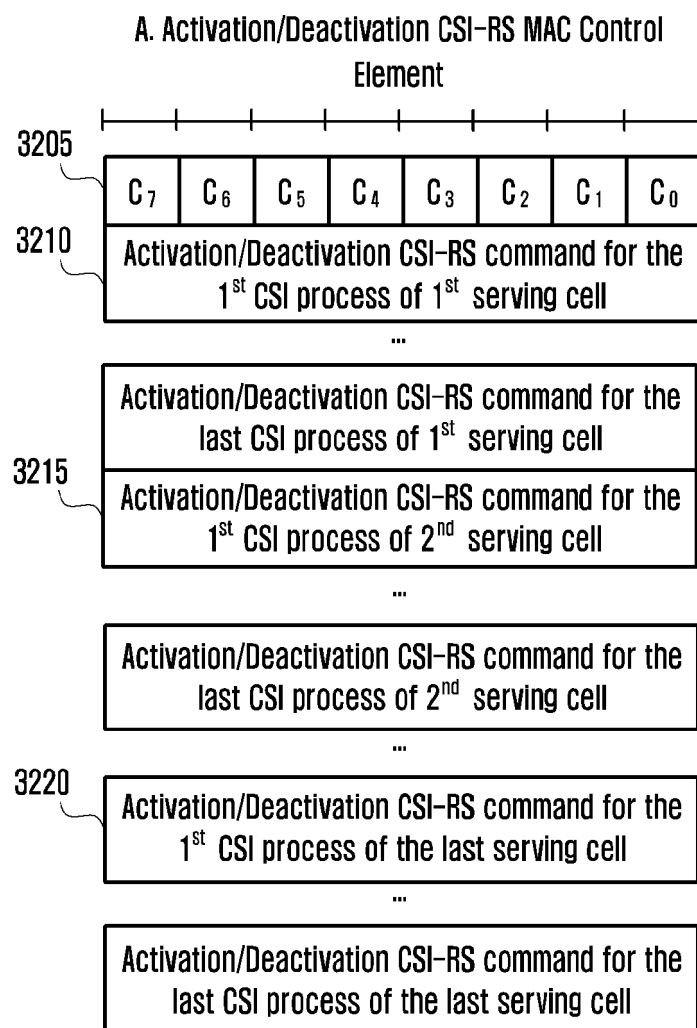 A. Activation/Deactivation CSI-RS MAC Control
Element
3205
C₇ C₆ C₅ C₄ C₃ C₂ C₁ C₀
3210
Activation/Deactivation CSI-RS command for the
1ˢᵗ CSI process of 1ˢᵗ serving cell
...
Activation/Deactivation CSI-RS command for the
last CSI process of 1ˢᵗ serving cell
3215
Activation/Deactivation CSI-RS command for the
1ˢᵗ CSI process of 2ⁿᵈ serving cell
...
Activation/Deactivation CSI-RS command for the
last CSI process of 2ⁿᵈ serving cell
...
3220
Activation/Deactivation CSI-RS command for the
1ˢᵗ CSI process of the last serving cell
...
Activation/Deactivation CSI-RS command for the
last CSI process of the last serving cell